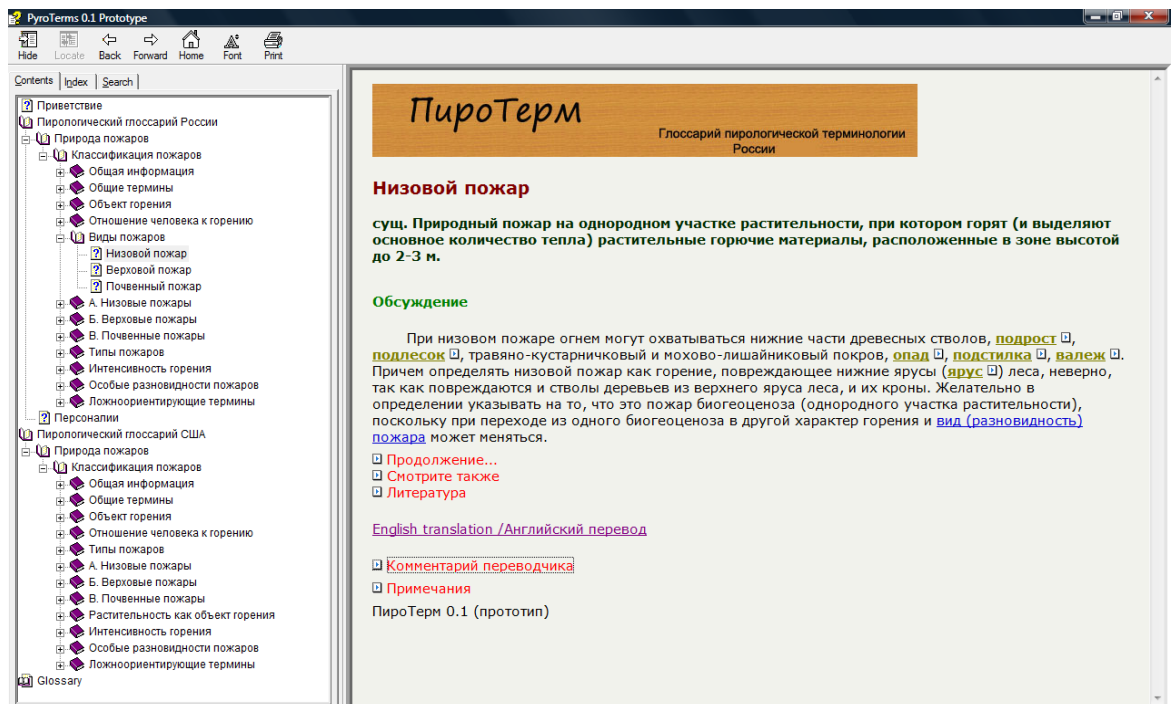 PyroTerms 0.1 Prototype
Hide Locate Back Forward Home Font Print
Contents Index Search
Приветствие
Пирологический глоссарий России
Природа пожаров
Классификация пожаров
Общая информация
Общие термины
Объект горения
Отношение человека к горению
Виды пожаров
Низовой пожар
Верховой пожар
Почвенный пожар
А. Низовые пожары
Б. Верховые пожары
В. Почвенные пожары
Типы пожаров
Интенсивность горения
Особые разновидности пожаров
Ложноориентирующие термины
Персоналии
Пирологический глоссарий США
Природа пожаров
Классификация пожаров
Общая информация
Общие термины
Объект горения
Отношение человека к горению
Типы пожаров
А. Низовые пожары
Б. Верховые пожары
В. Почвенные пожары
Растительность как объект горения
Интенсивность горения
Особые разновидности пожаров
Ложноориентирующие термины
Glossary
ПироТерм
Глоссарий пирологической терминологии
России
Низовой пожар
сущ. Природный пожар на однородном участке растительности, при котором горят (и выделяют
основное количество тепла) растительные горючие материалы, расположенные в зоне высотой
до 2-3 м.
Обсуждение
При низовом пожаре огнем могут охватываться нижние части древесных стволов, подрост,
подлесок, травяно-кустарничковый и мохово-лишайниковый покров, опад, подстилка, валеж.
Причем определять низовой пожар как горение, повреждающее нижние ярусы (ярус) леса, неверно,
так как повреждаются и стволы деревьев из верхнего яруса леса, и их кроны. Желательно в
определении указывать на то, что это пожар биогеоценоза (однородного участка растительности),
поскольку при переходе из одного биогеоценоза в другой характер горения и вид (разновидность)
пожара может меняться.
Продолжение...
Смотрите также
Литература
English translation /Английский перевод
Комментарий переводчика
Примечания
ПироТерм 0.1 (прототип)